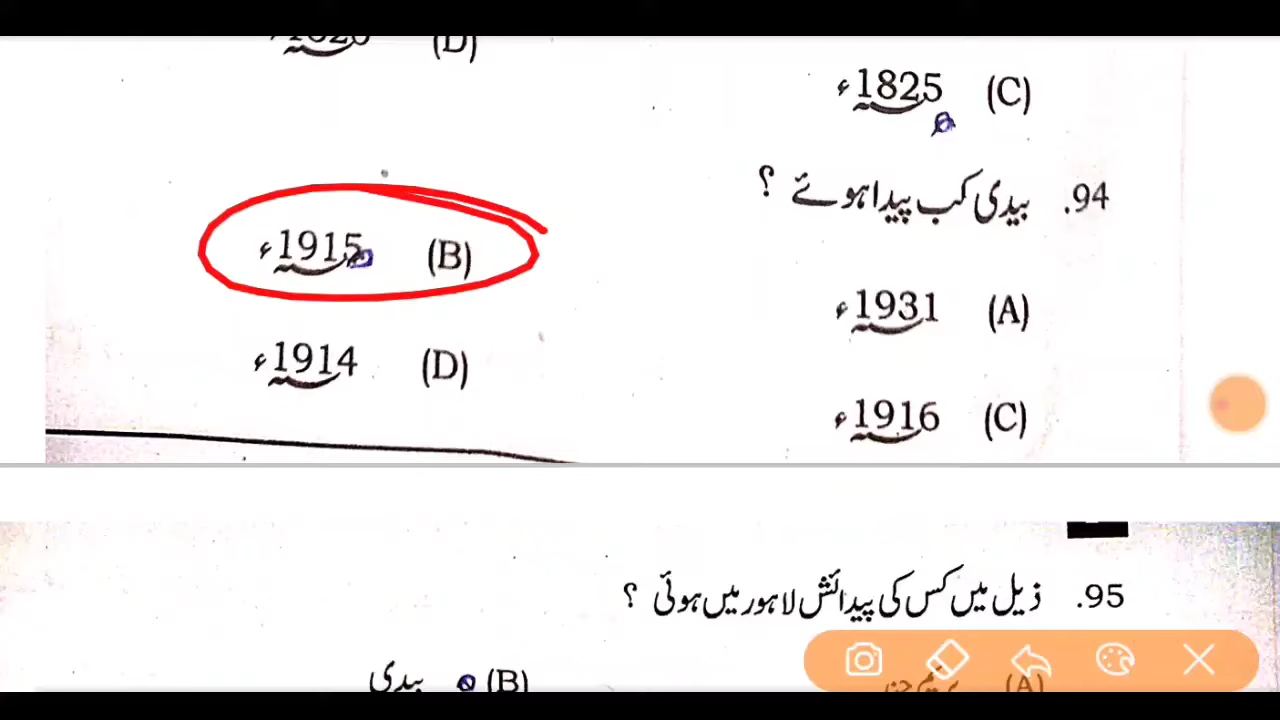 (C) 1825ء
(D)
94. بیدی کب پیدا ہوئے ؟
(A) 1931ء
(B) 1915ء
(C) 1916ء
(D) 1914ء
95. ذیل میں کس کی پیدائش لاہور میں ہوئی ؟
(A)
(B) بیدی